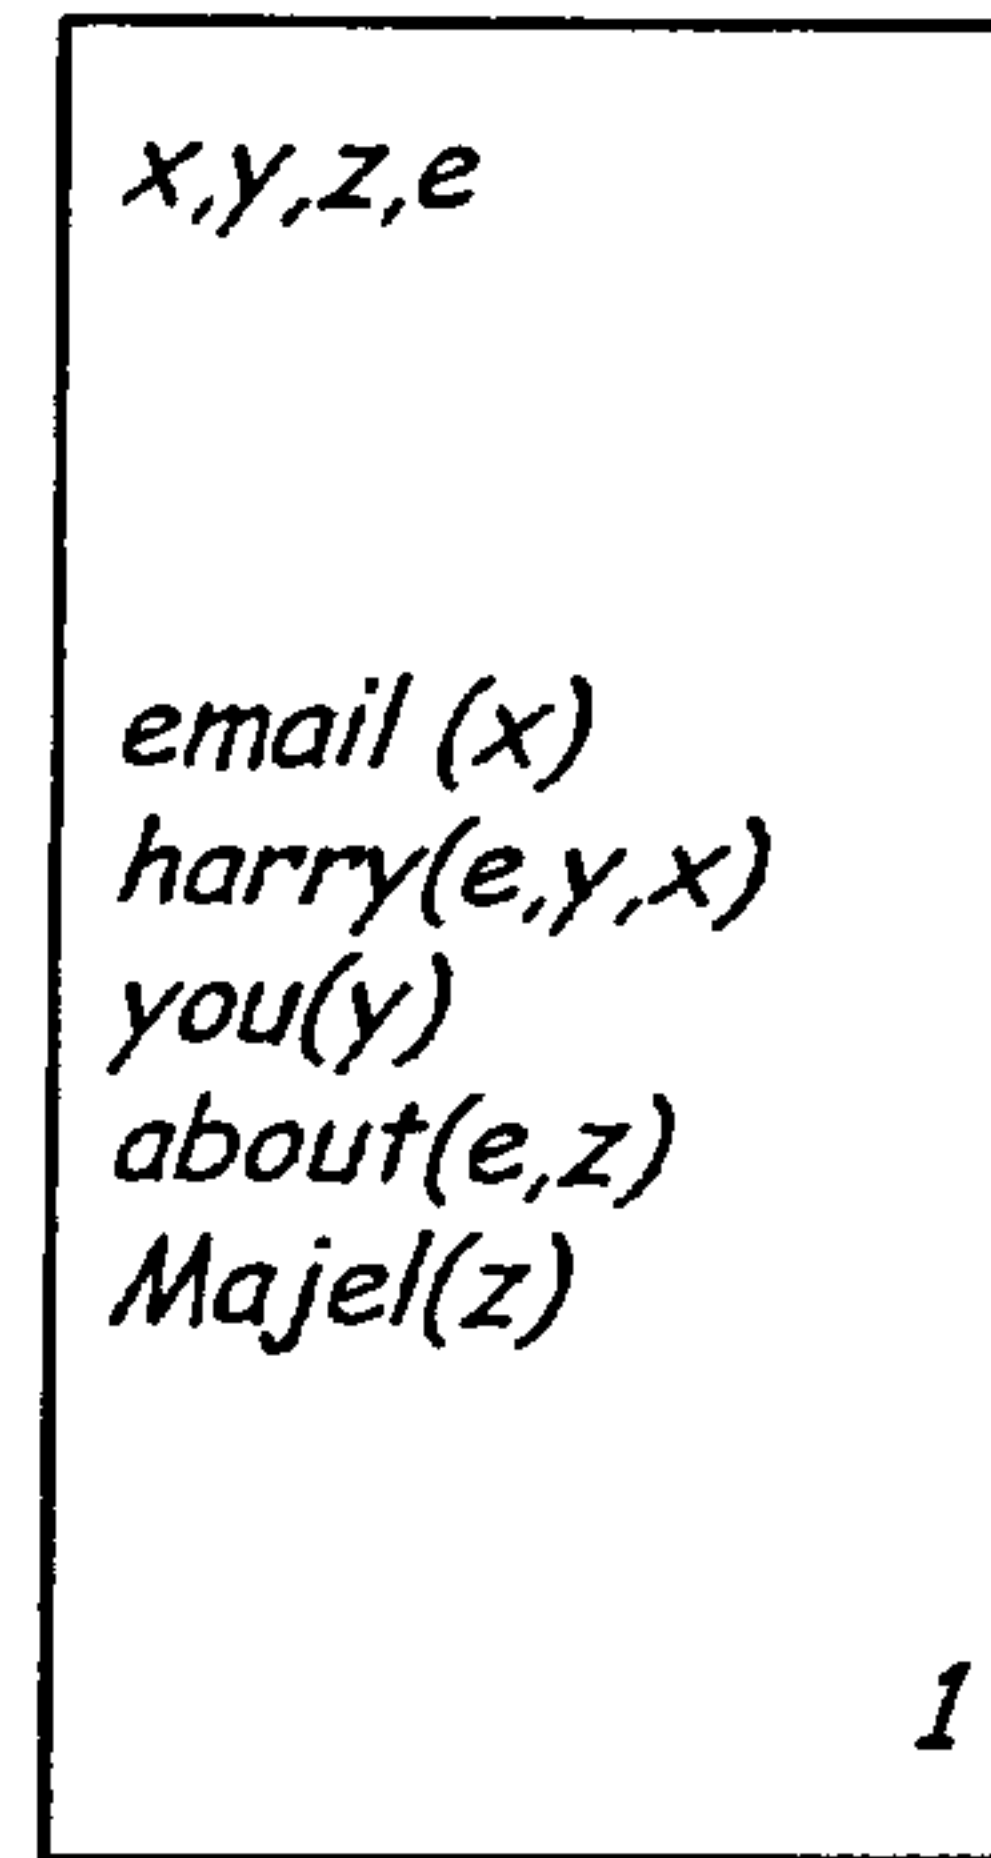 x,y,z,e
email (x)
harry(e,y,x)
you(y)
about(e,z)
Majel(z)
1